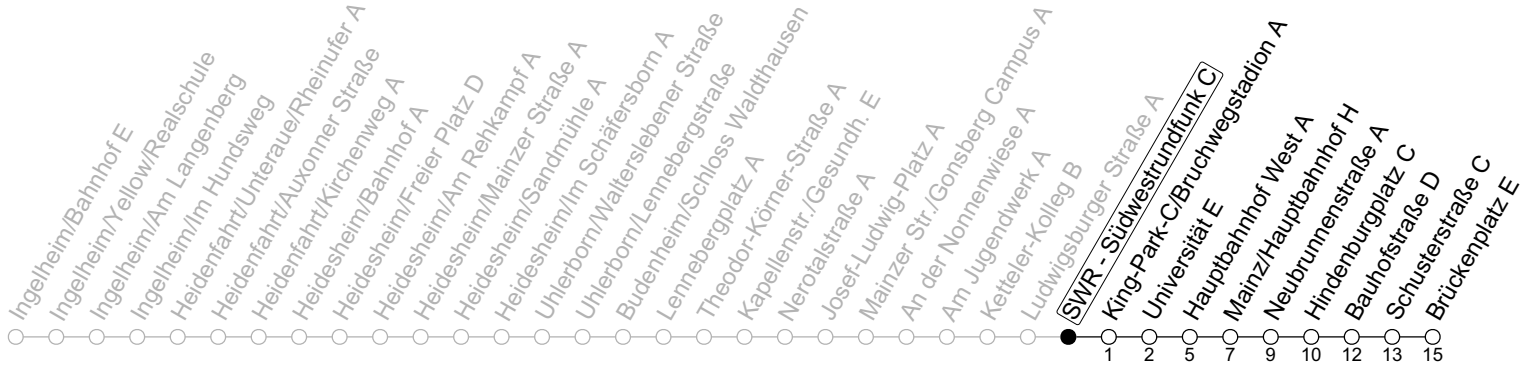 Ingelheim/Bahnhof E
Ingelheim/Yellow/Realschule
Ingelheim/Am Langenberg
Ingelheim/Im Hundsweg
Heidenfahrt/Unteraue/Rheinufer A
Heidenfahrt/Auxonner Straße
Heidenfahrt/Kirchenweg A
Heidesheim/Bahnhof A
Heidesheim/Freier Platz D
Heidesheim/Am Rehkampf A
Heidesheim/Mainzer Straße A
Heidesheim/Sandmühle A
Heidesheim/Im Schäfersborn A
Uhlerborn/Walterslebener Straße
Uhlerborn/Lennebergstraße
Budenheim/Schloss Waldthausen
Lennebergplatz A
Theodor-Körner-Straße A
Kapellenstr./Gesundh. E
Nerotalstraße A
Josef-Ludwig-Platz A
Mainzer Str./Gonsberg Campus A
An der Nonnenwiese A
Am Jugendwerk A
Ketteler-Kolleg B
Ludwigsburger Straße A
SWR - Südwestrundfunk C
King-Park-C/Bruchwegstadion A
Universität E
Hauptbahnhof West A
Mainz/Hauptbahnhof H
Neubrunnenstraße A
Hindenburgplatz C
Bauhofstraße D
Schusterstraße C
Brückenplatz E
1 2 5 7 9 10 12 13 15